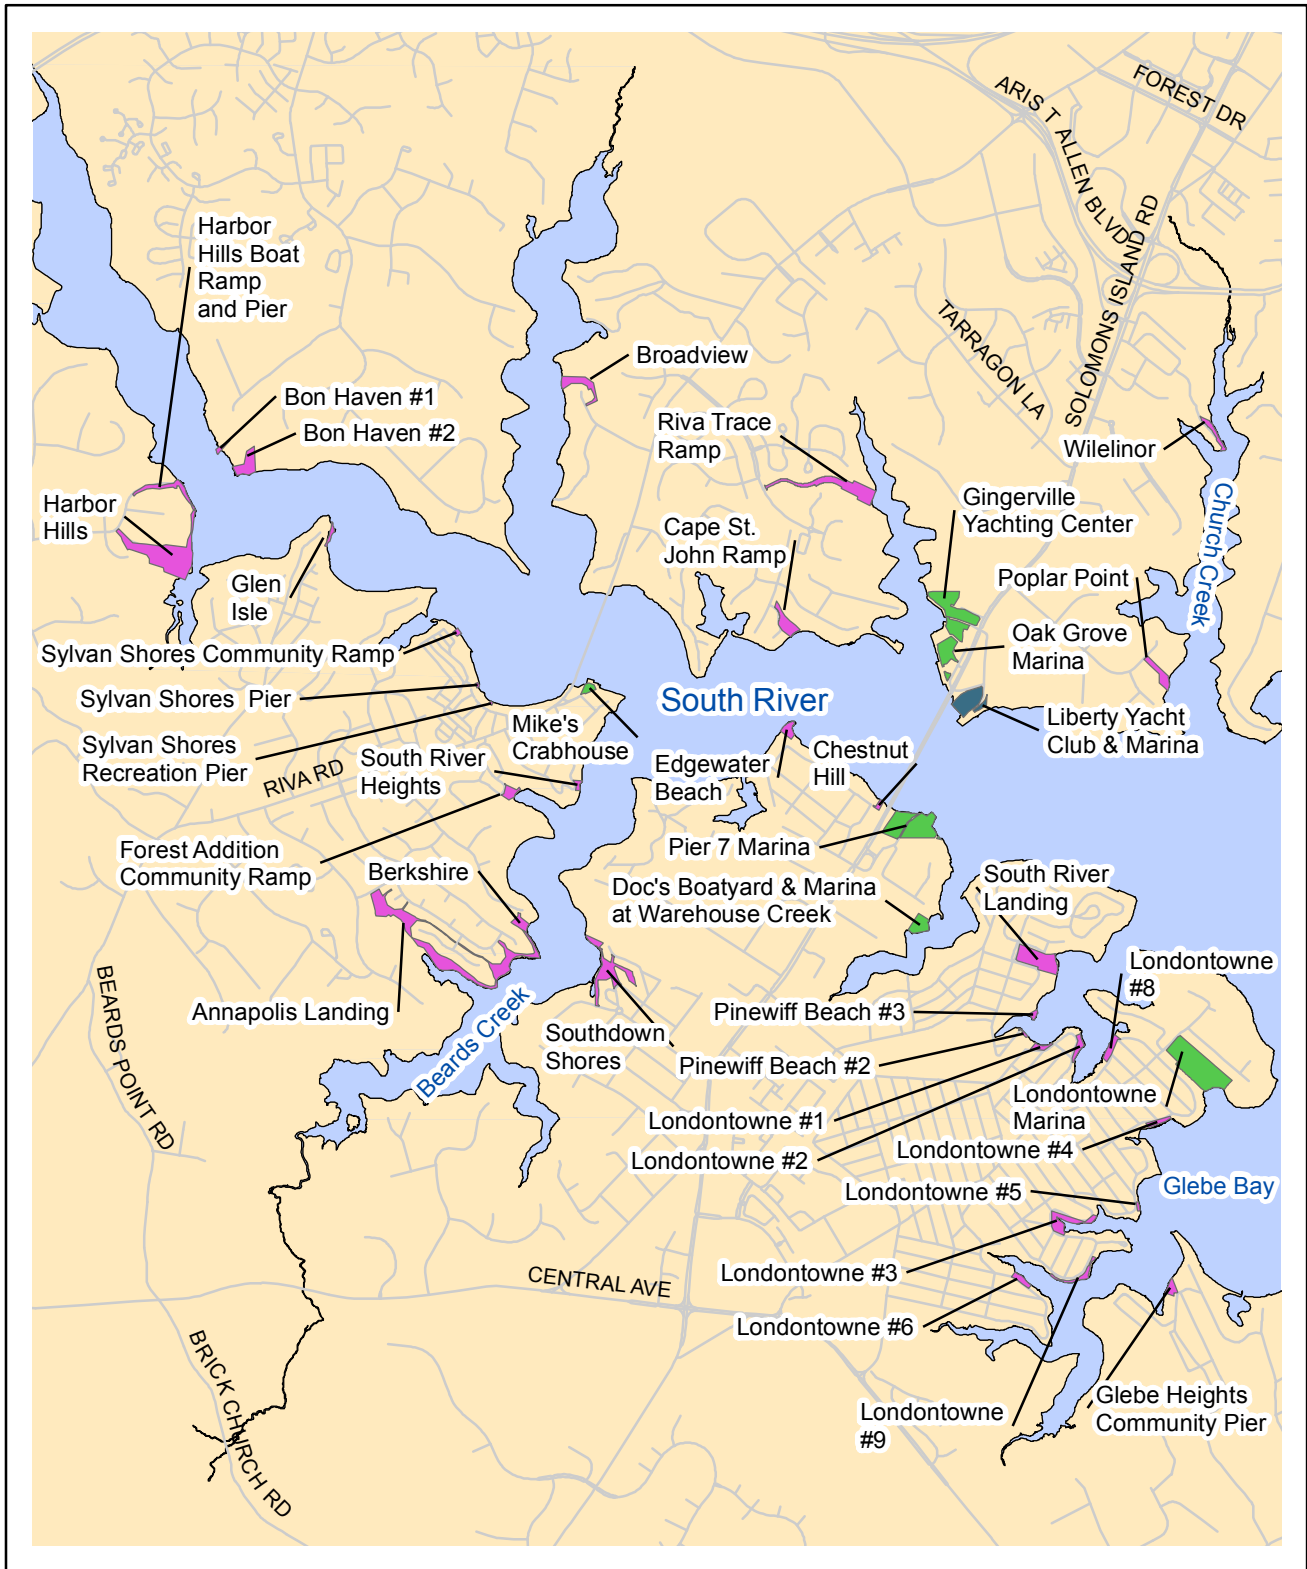 FOREST DR
ARIS T ALLEN BLVD
SOLOMONS ISLAND RD
TARRAGON LA
Harbor
Hills Boat
Ramp
and Pier
Broadview
Bon Haven #1
Bon Haven #2
Riva Trace
Ramp
Wilelinor
Harbor
Hills
Gingerville
Yachting Center
Church Creek
Cape St.
John Ramp
Poplar Point
Glen
Isle
Oak Grove
Marina
Sylvan Shores Community Ramp
Sylvan Shores Pier
South River
Liberty Yacht
Club & Marina
Sylvan Shores
Recreation Pier
Mike's
Crabhouse
RIVA RD
South River
Heights
Edgewater
Beach
Chestnut
Hill
Forest Addition
Community Ramp
Pier 7 Marina
Berkshire
Doc's Boatyard & Marina
at Warehouse Creek
South River
Landing
Londontowne
#8
BEARDS POINT RD
Annapolis Landing
Beards Creek
Southdown
Shores
Pinewiff Beach #3
Pinewiff Beach #2
Londontowne
Marina
Londontowne #1
Londontowne #2
Londontowne #4
Londontowne #5
Glebe Bay
Londontowne #3
CENTRAL AVE
Londontowne #6
BRICK CHURCH RD
Londontowne
#9
Glebe Heights
Community Pier